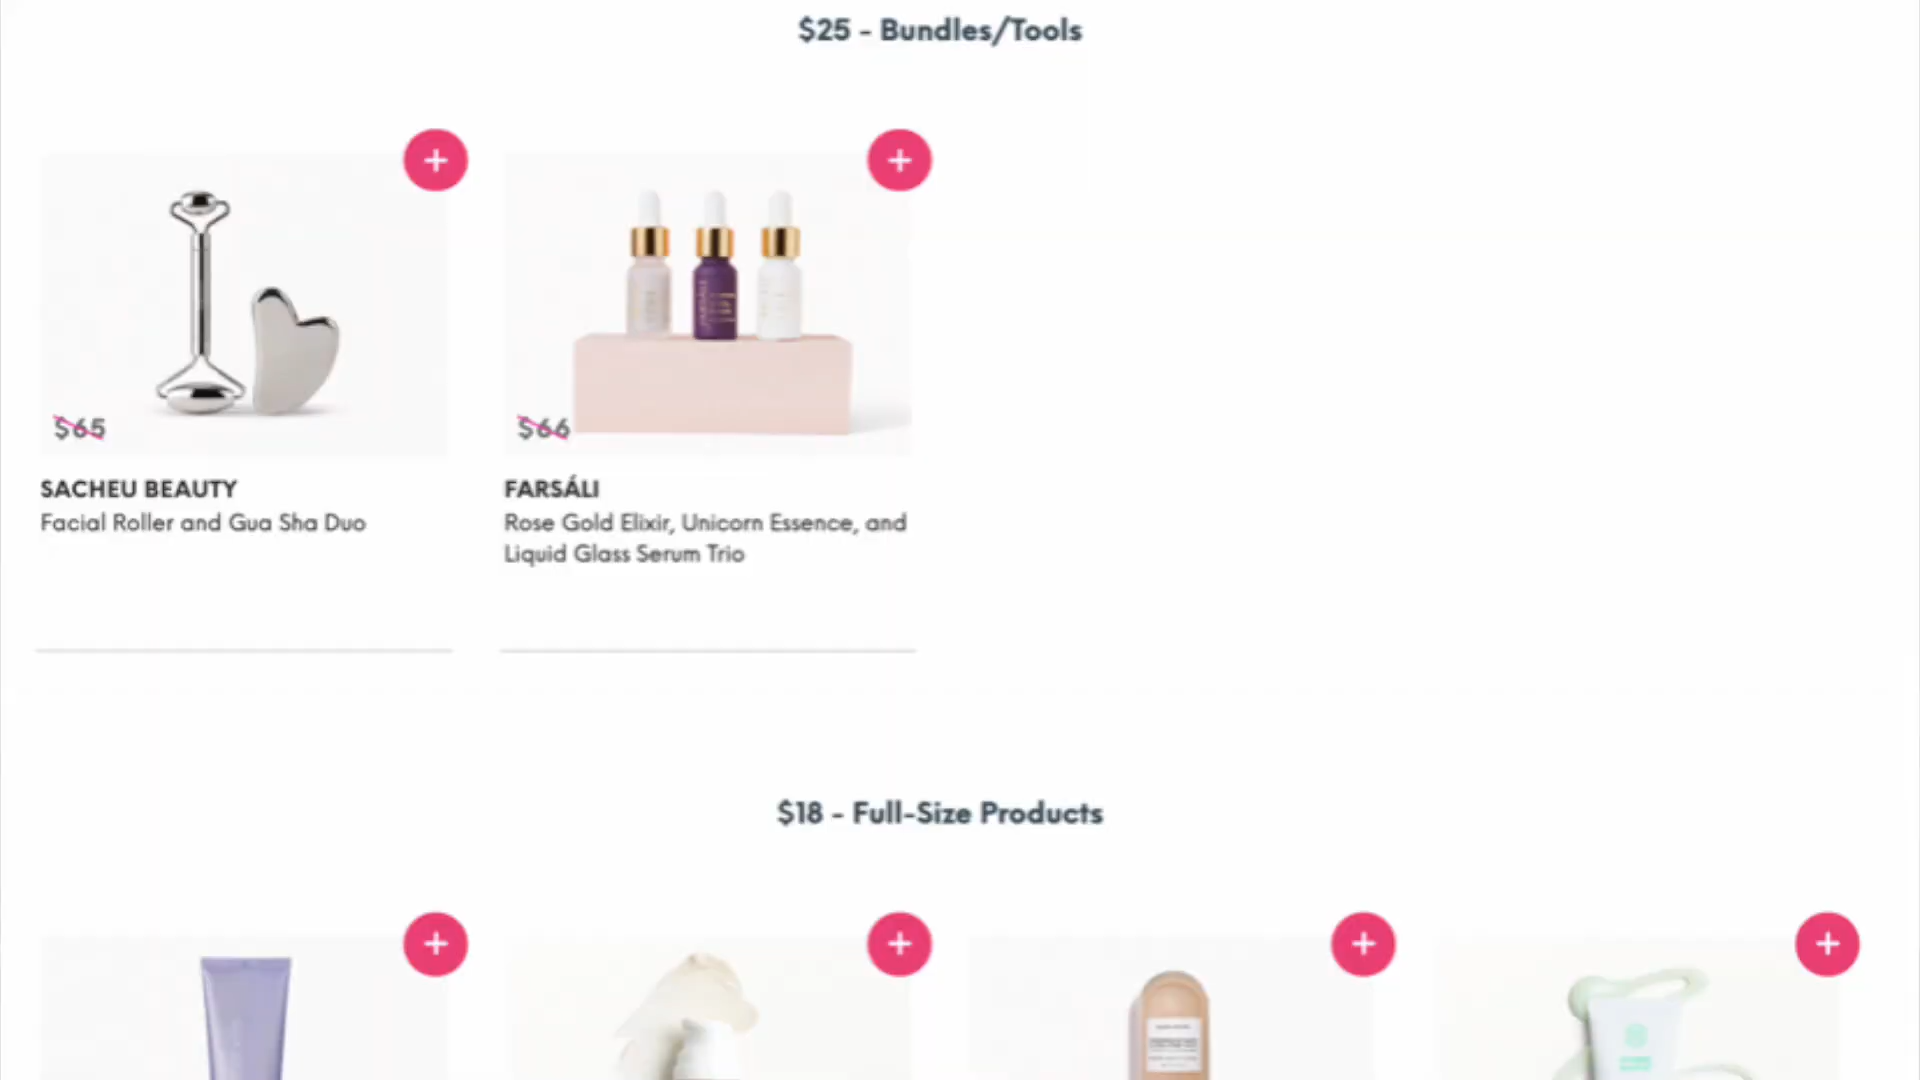 $25 - Bundles/Tools
$65
$66
SACHEU BEAUTY
Facial Roller and Gua Sha Duo
FARSÁLI
Rose Gold Elixir, Unicorn Essence, and
Liquid Glass Serum Trio
$18 - Full-Size Products